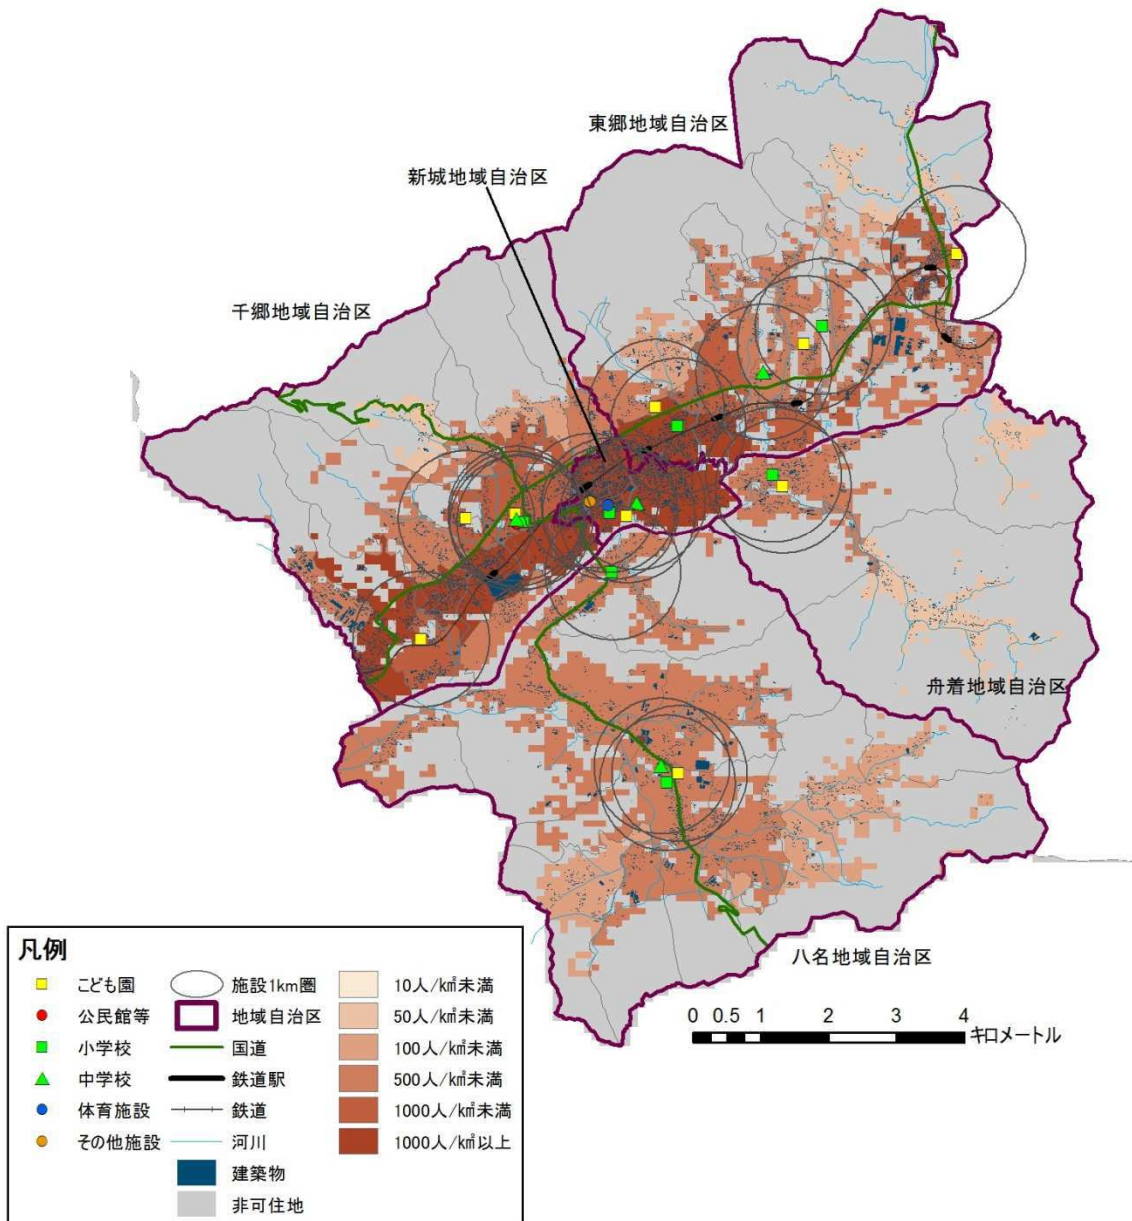 東郷地域自治区
新城地域自治区
千郷地域自治区
舟着地域自治区
八名地域自治区
凡例
こども園
公民館等
小学校
中学校
体育施設
その他施設
施設1km圏
地域自治区
国道
鉄道駅
鉄道
河川
建築物
非可住地
10人/k㎡未満
50人/k㎡未満
100人/k㎡未満
500人/k㎡未満
1000人/k㎡未満
1000人/k㎡以上
0 0.5 1 2 3 4
キロメートル